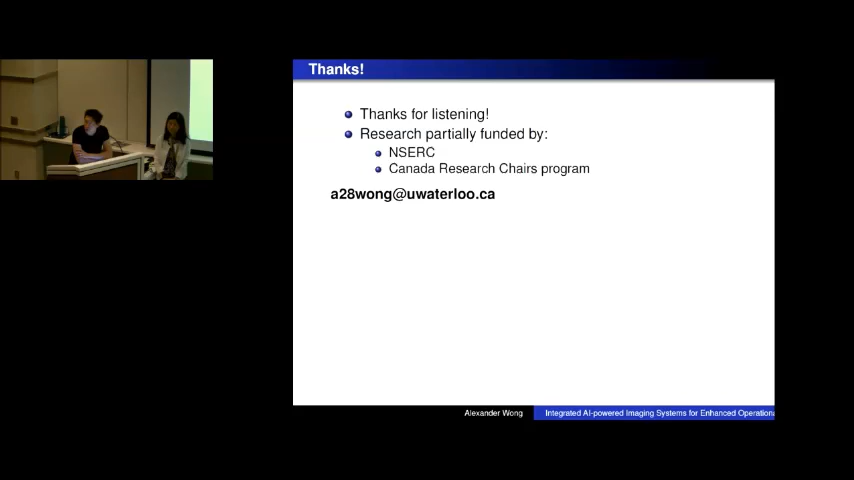 Thanks!
Thanks for listening!
Research partially funded by:
NSERC
Canada Research Chairs program
a28wong@uwaterloo.ca
Alexander Wong
Integrated AI-powered Imaging Systems for Enhanced Operationa